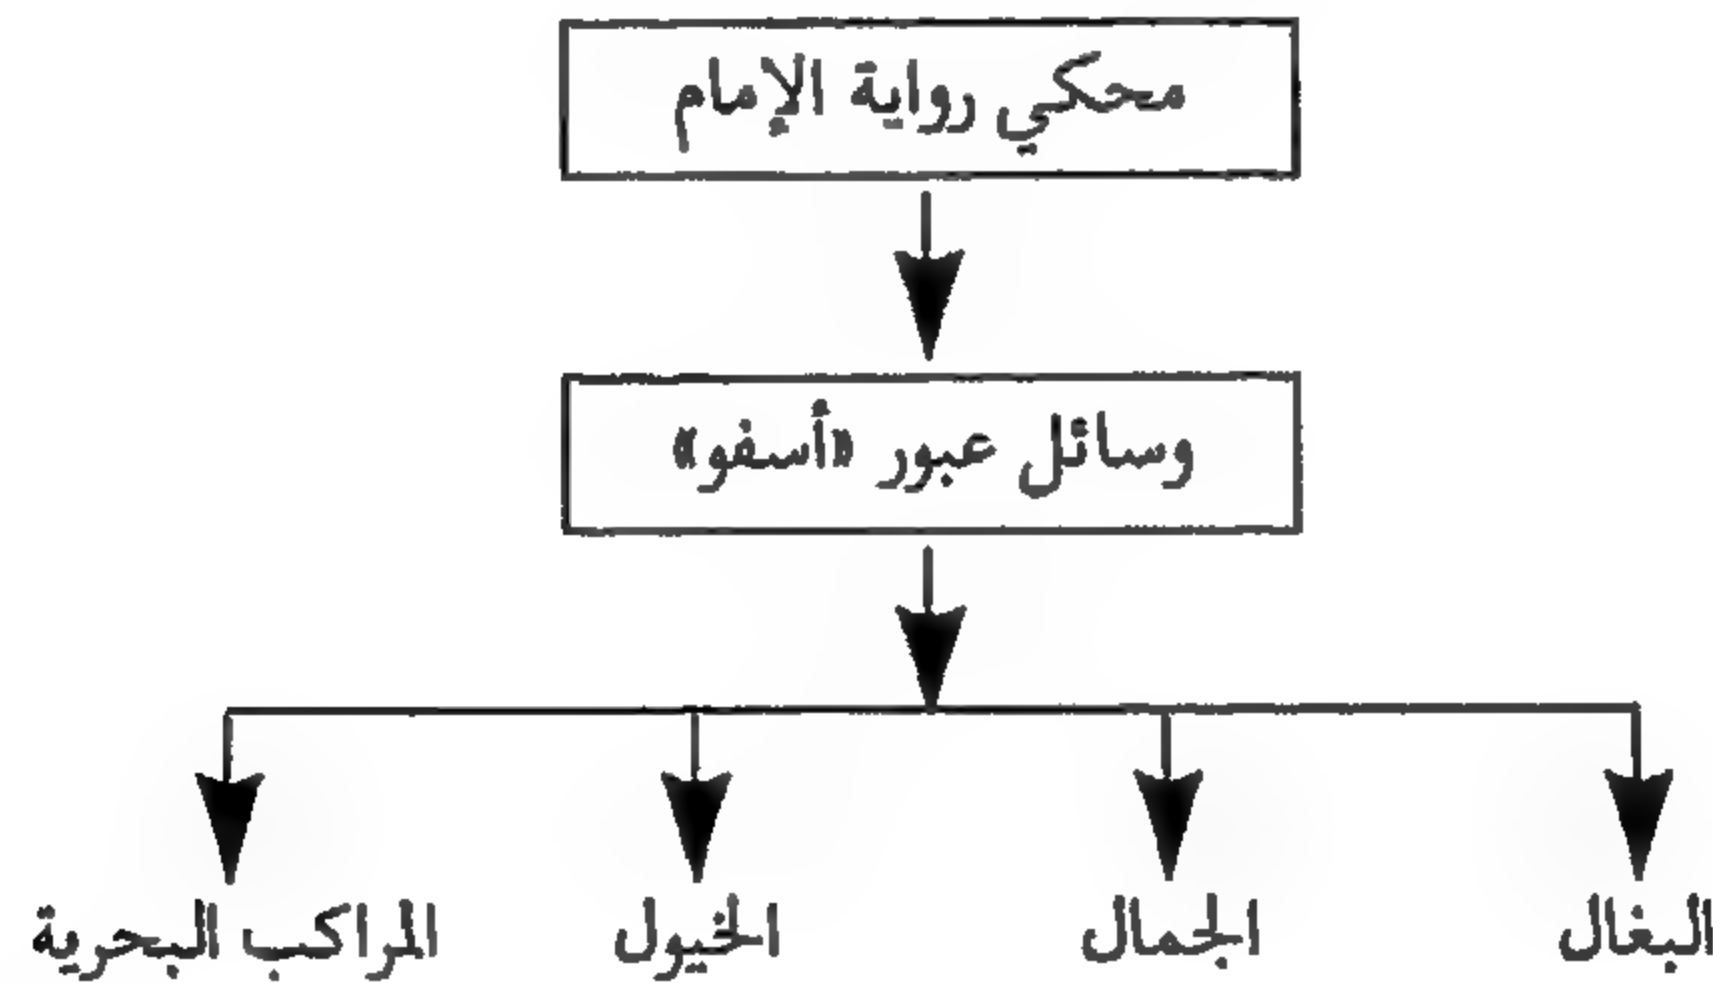 محكي رواية الإمام
وسائل عبور «أسفو»
البغال
الجمال
الخيول
المراكب البحرية